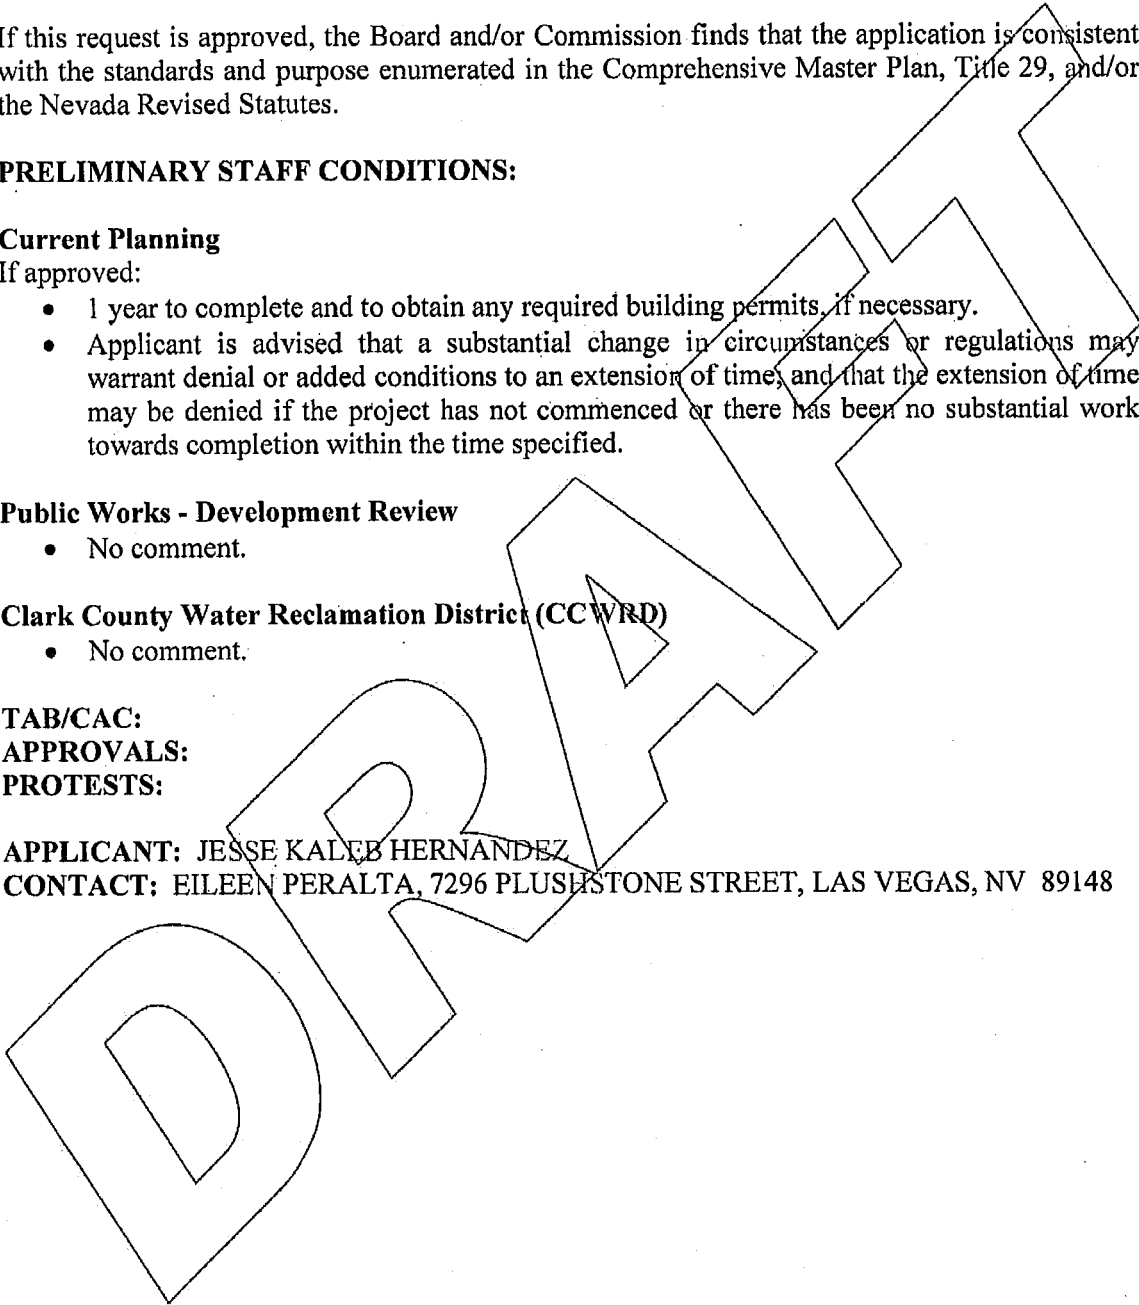 If this request is approved, the Board and/or Commission finds that the application is consistent
with the standards and purpose enumerated in the Comprehensive Master Plan, Title 29, and/or
the Nevada Revised Statutes.
PRELIMINARY STAFF CONDITIONS:
Current Planning
If approved:
• 1 year to complete and to obtain any required building permits, if necessary.
• Applicant is advised that a substantial change in circumstances or regulations may
warrant denial or added conditions to an extension of time; and that the extension of time
may be denied if the project has not commenced or there has been no substantial work
towards completion within the time specified.
Public Works - Development Review
• No comment.
Clark County Water Reclamation District (CCWRD)
• No comment.
TAB/CAC:
APPROVALS:
PROTESTS:
APPLICANT: JESSE KALEB HERNANDEZ
CONTACT: EILEEN PERALTA, 7296 PLUSHSTONE STREET, LAS VEGAS, NV 89148
DRAFT